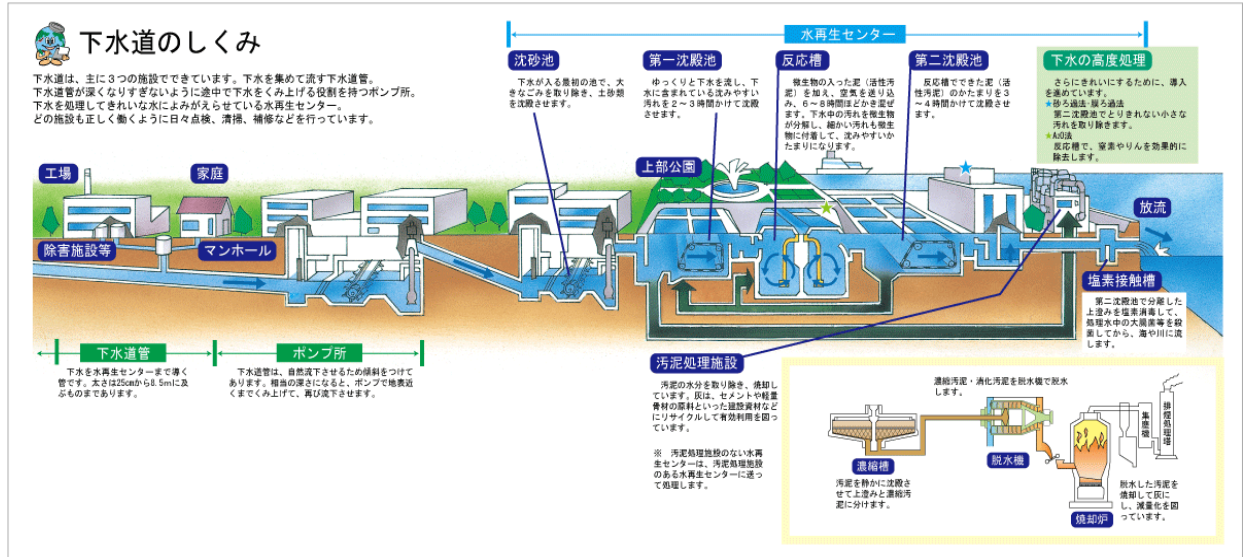 下水道のしくみ
下水道は、主に3つの施設でできています。下水を集めて流す下水道管。
下水道管が深くなりすぎないように途中で下水をくみ上げる役割を持つポンプ所。
下水を処理してきれいな水によみがえらせている水再生センター。
どの施設も正しく働くように日々点検、清掃、補修などを行っています。
水再生センター
沈砂池
下水が入る最初の池で、大
きなごみを取り除き、土砂類
を沈殿させます。
第一沈殿池
ゆっくりと下水を流し、下
水に含まれている沈みやすい
汚れを2～3時間かけて沈殿
させます。
反応槽
微生物の入った泥（活性汚
泥）を加え、空気を送り込
み、6～8時間ほどかき混ぜ
ます。下水中の汚れを微生物
が分解し、細かい汚れも微生
物に付着して、沈みやすいか
たまりになります。
第二沈殿池
反応槽でできた泥（活
性汚泥）のかたまりを3
～4時間かけて沈殿させ
ます。
下水の高度処理
さらにきれいにするために、導入
を進めています。
★砂ろ過法・膜ろ過法
第二沈殿池でとりきれない小さな
汚れを取り除きます。
★A₂O法
反応槽で、窒素やりんを効果的に
除去します。
工場
家庭
上部公園
放流
除害施設等
マンホール
塩素接触槽
第二沈殿池で分離した
上澄みを塩素消毒して、
処理水中の大腸菌等を殺
菌してから、海や川に流
します。
下水道管
下水を水再生センターまで導く
管です。太さは25cmから8.5mに及
ぶものまであります。
ポンプ所
下水道管は、自然流下させるため傾斜をつけて
あります。相当の深さになると、ポンプで地表近
くまでくみ上げて、再び流下させます。
汚泥処理施設
汚泥の水分を取り除き、焼却し
ています。灰は、セメントや軽量
骨材の原料といった建設資材など
にリサイクルして有効利用を図っ
ています。
※ 汚泥処理施設のない水再
生センターは、汚泥処理施設
のある水再生センターに送っ
て処理します。
濃縮汚泥・消化汚泥を脱水機で脱水
します。
濃縮槽
汚泥を静かに沈殿さ
せて上澄みと濃縮汚
泥に分けます。
脱水機
集塵機
排煙処理塔
焼却炉
脱水した汚泥を
焼却して灰に
し、減量化を図
っています。